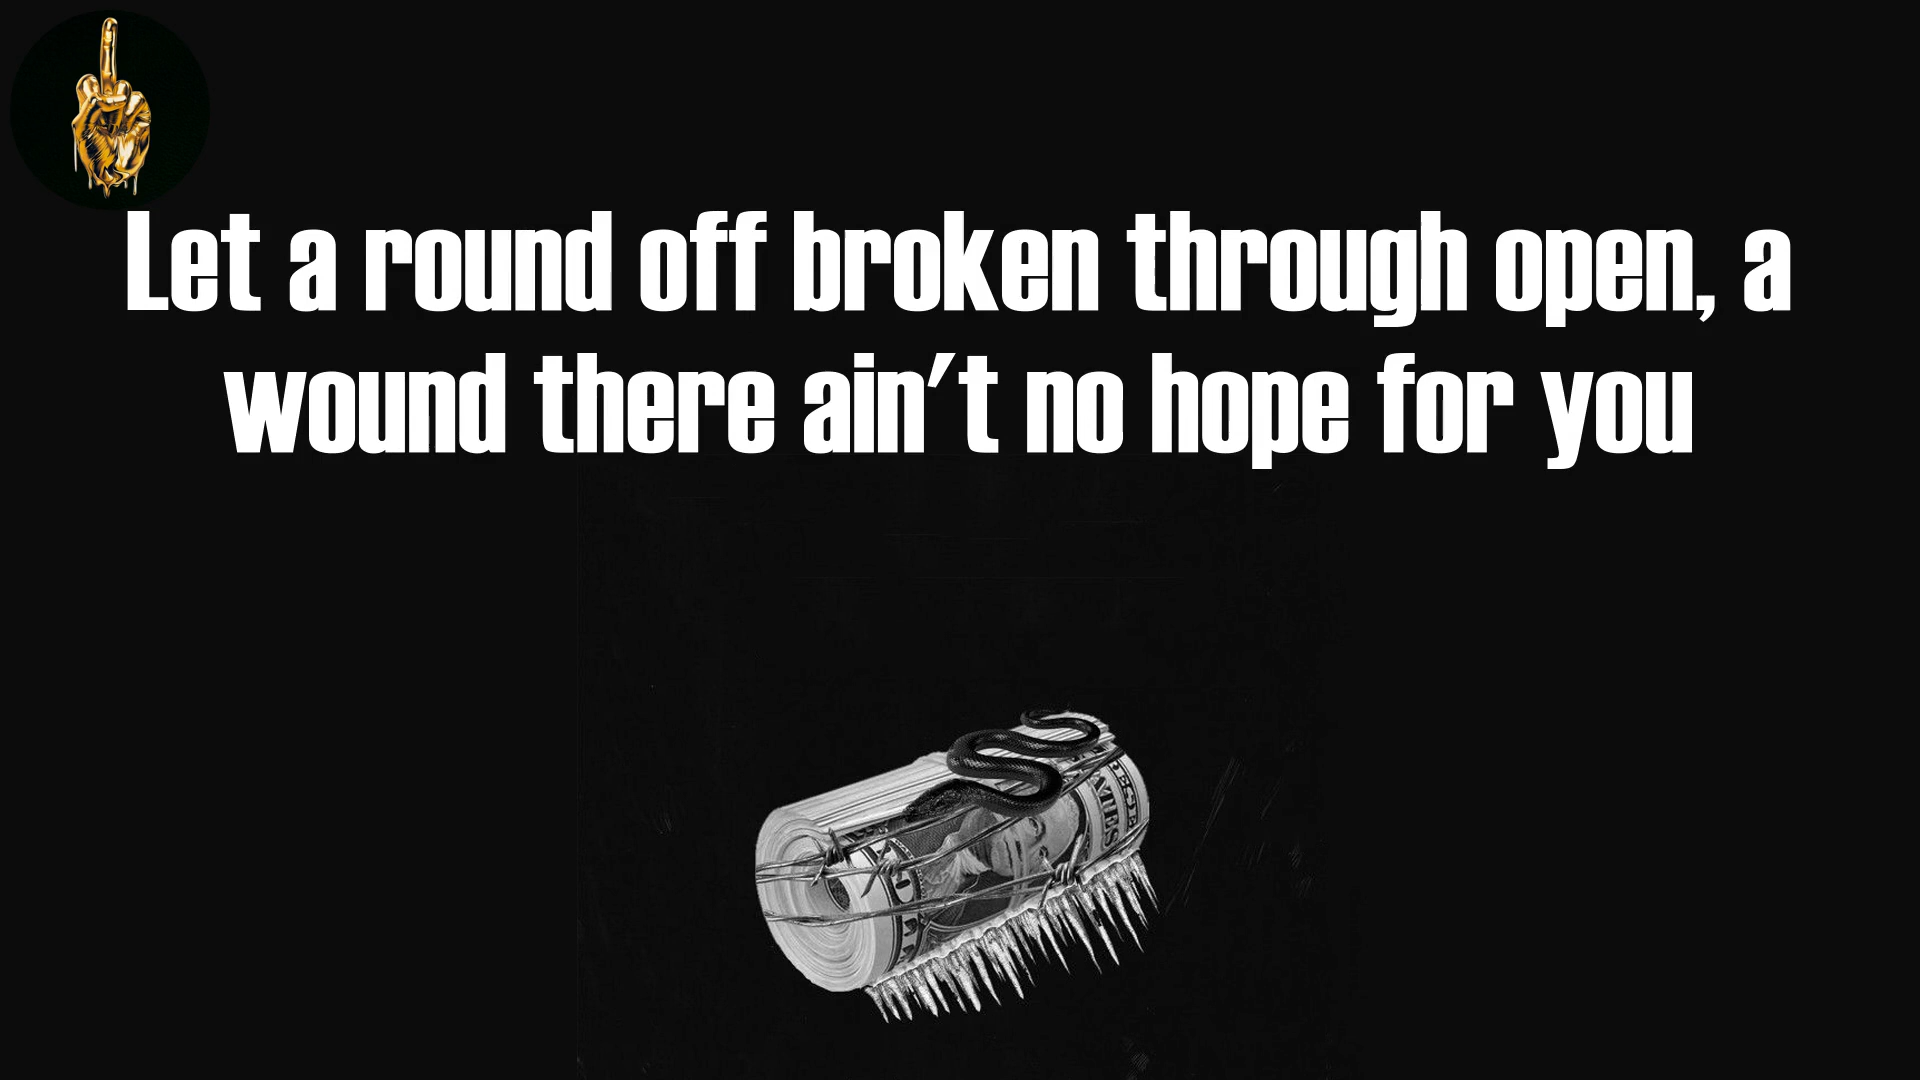 Let a round off broken through open, a
wound there ain't no hope for you